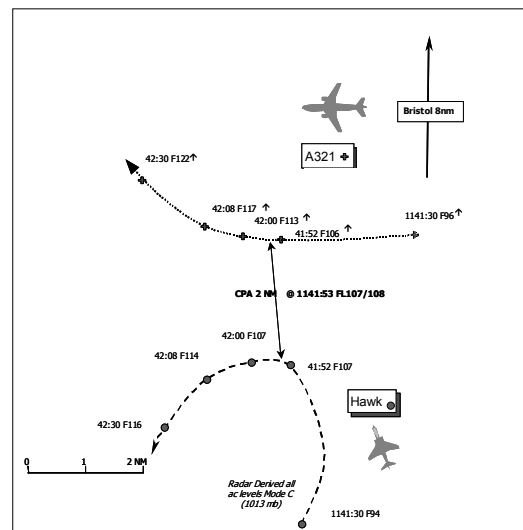 Bristol 8nm
A321
42:30 F122↑
42:08 F117 ↑
42:00 F113 ↑
41:52 F106 ↑
1141:30 F96↑
CPA 2 NM @ 1141:53 FL107/108
42:00 F107
42:08 F114
41:52 F107
Hawk
42:30 F116
0 1 2 NM
Radar Derived all
ac levels Mode C
(1013 mb)
1141:30 F94